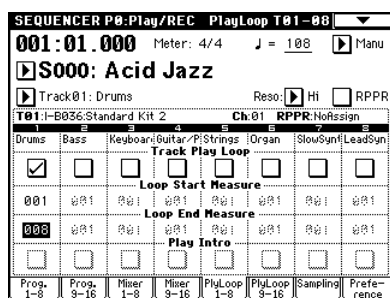 SEQUENCER P0:Play/REC PlayLoop T01-08
001:01.000 Meter: 4/4 ♩ = 108 Manu
S000: Acid Jazz
Track01: Drums Reso: Hi RPPR
T01:I-B036:Standard Kit 2 Ch:01 RPPR:NoAssign
1 2 3 4 5 6 7 8
Drums Bass Keyboar Guitar/P Strings Organ SlowSynt LeadSyn
Track Play Loop
Loop Start Measure
001 001 001 001 001 001 001 001
Loop End Measure
008 001 001 001 001 001 001 001
Play Intro
Prog. 1-8 Prog. 9-16 Mixer 1-8 Mixer 9-16 PlyLoop 1-8 PlyLoop 9-16 Sampling Prefe-rence